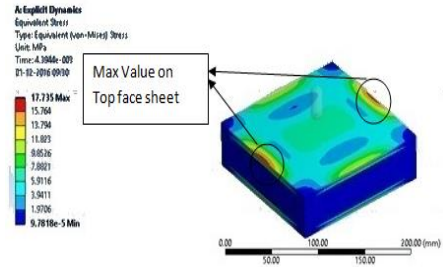 A: Explicit Dynamics
Equivalent Stress
Type: Equivalent (von-Mises) Stress
Unit: MPa
Time: 4.3944e-003
01-12-2016 09:30
17.735 Max
15.764
13.794
11.823
9.8526
7.8821
5.9116
3.9411
1.9706
9.7818e-5 Min
Max Value on
Top face sheet
0.00
100.00
200.00 (mm)
50.00
150.00